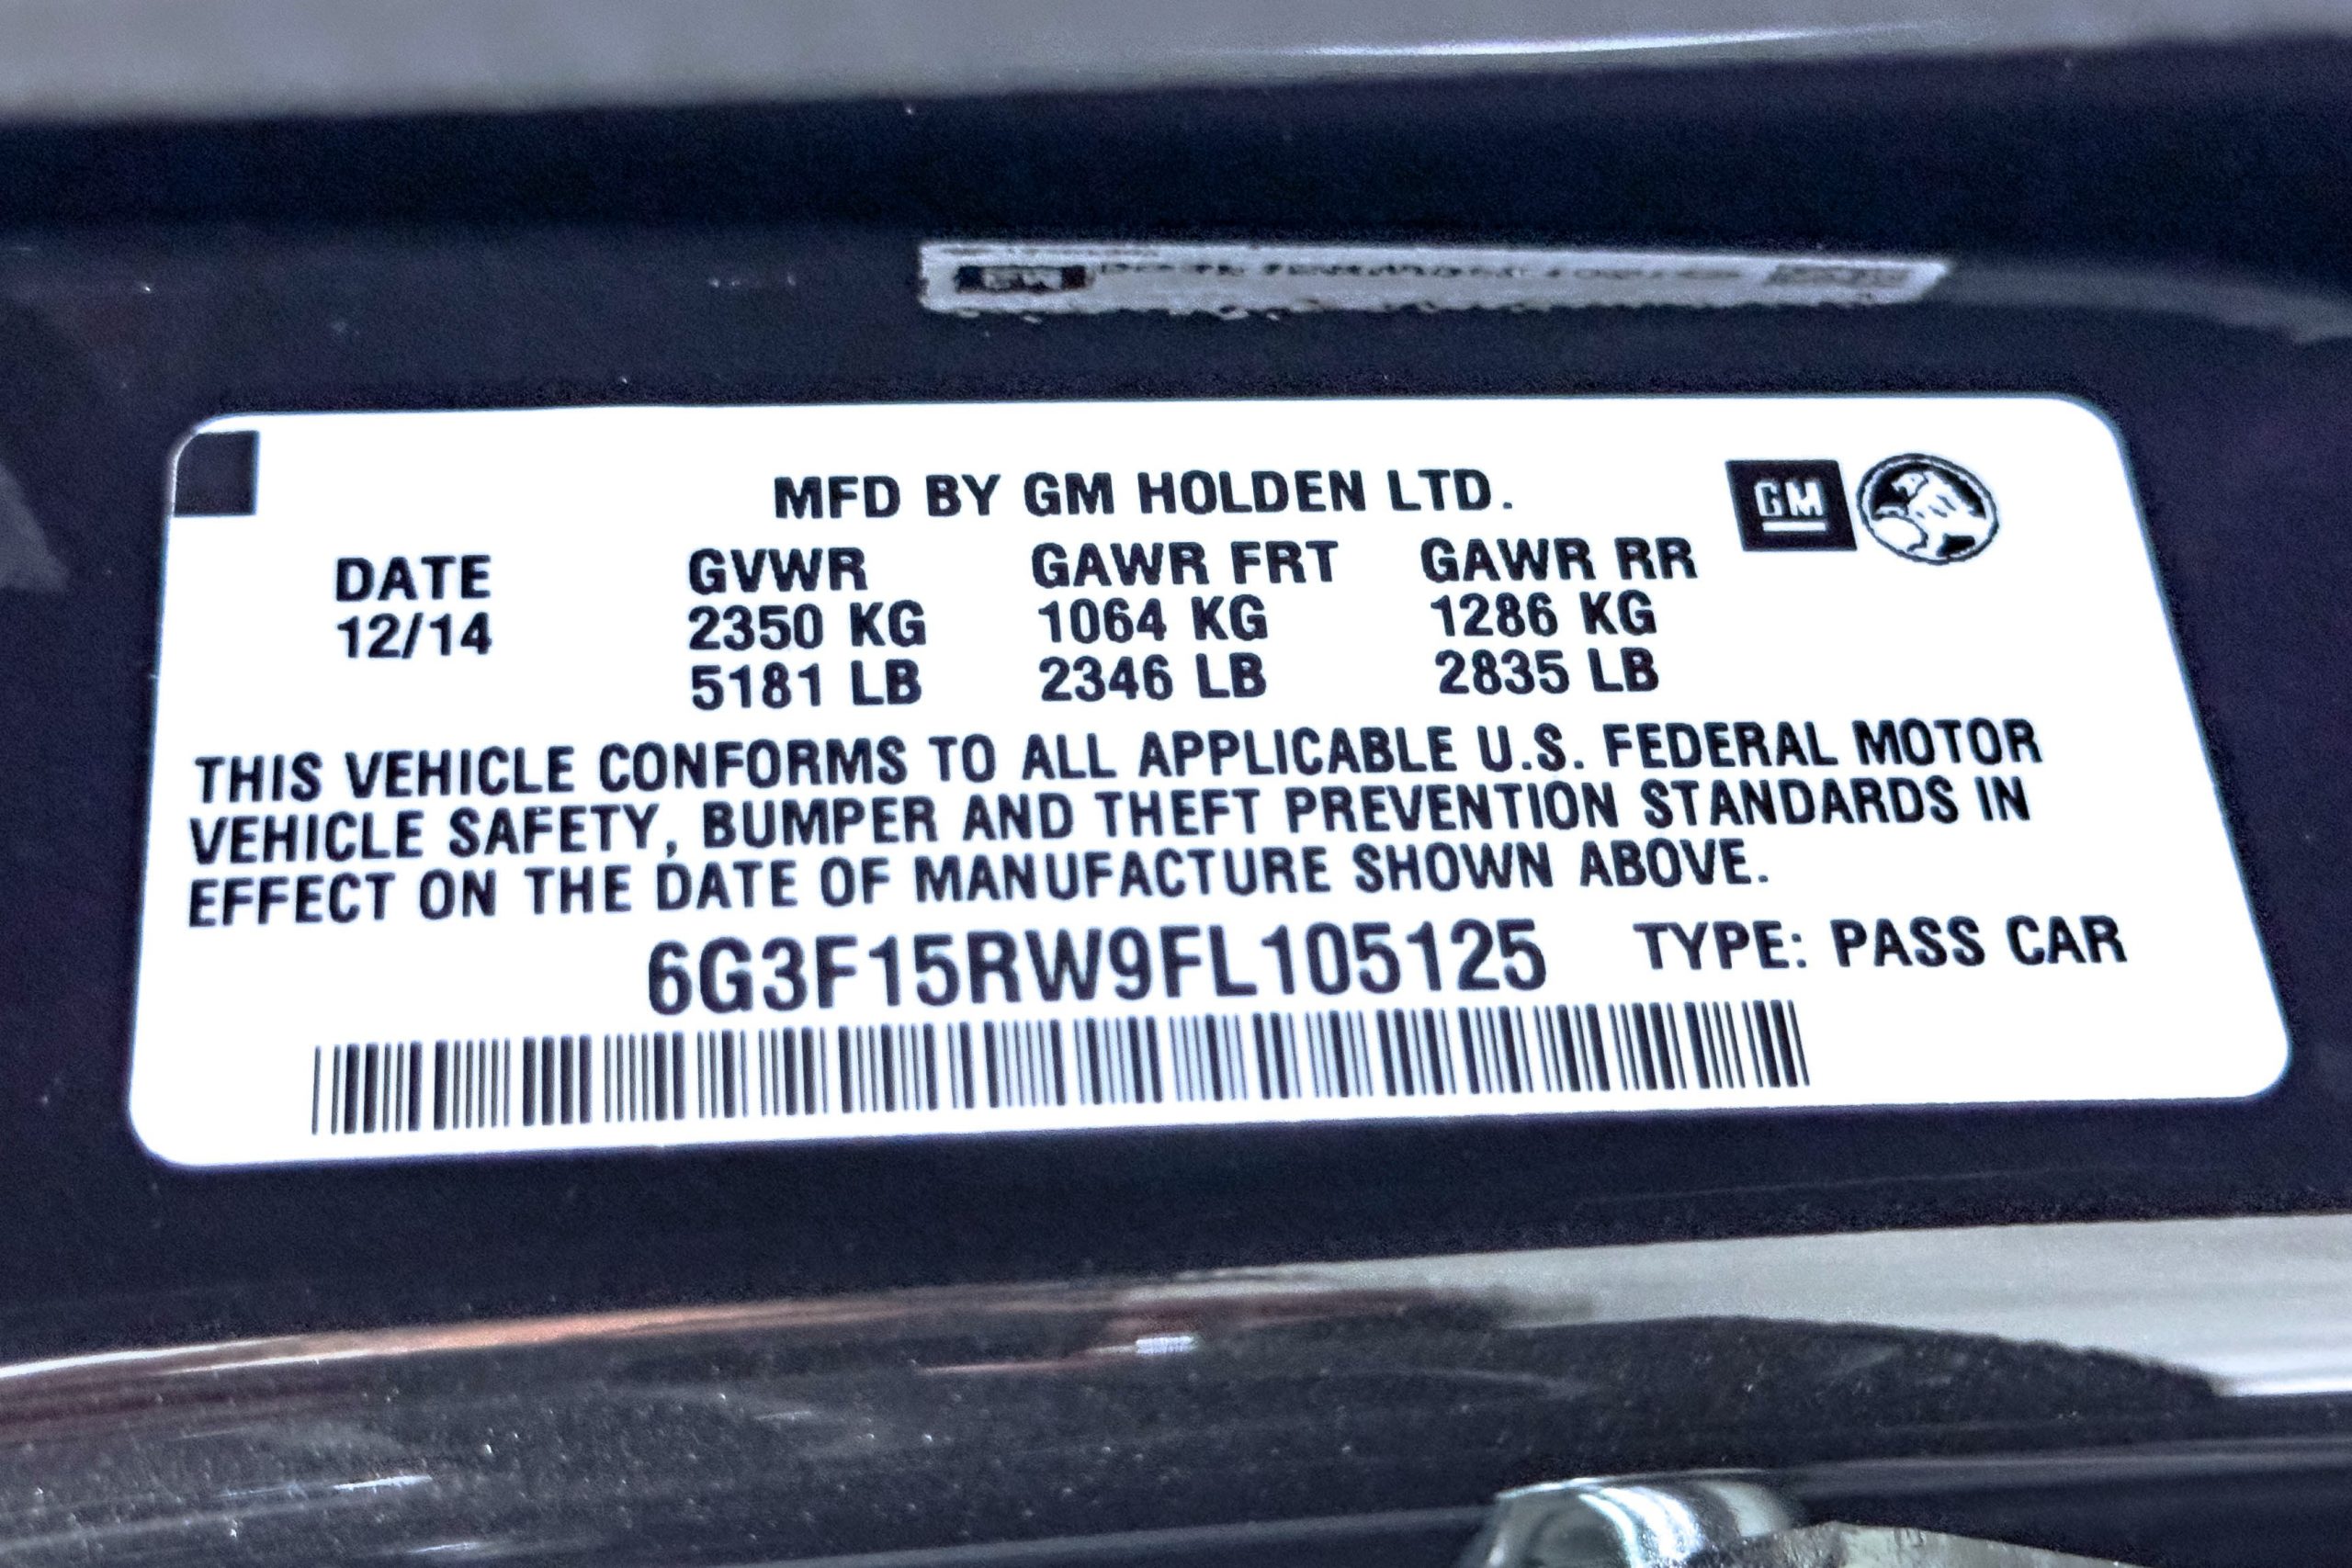 MFD BY GM HOLDEN LTD.
GM
DATE GVWR GAWR FRT GAWR RR
12/14 2350 KG 1064 KG 1286 KG
5181 LB 2346 LB 2835 LB
THIS VEHICLE CONFORMS TO ALL APPLICABLE U.S. FEDERAL MOTOR
VEHICLE SAFETY, BUMPER AND THEFT PREVENTION STANDARDS IN
EFFECT ON THE DATE OF MANUFACTURE SHOWN ABOVE.
6G3F15RW9FL105125 TYPE: PASS CAR